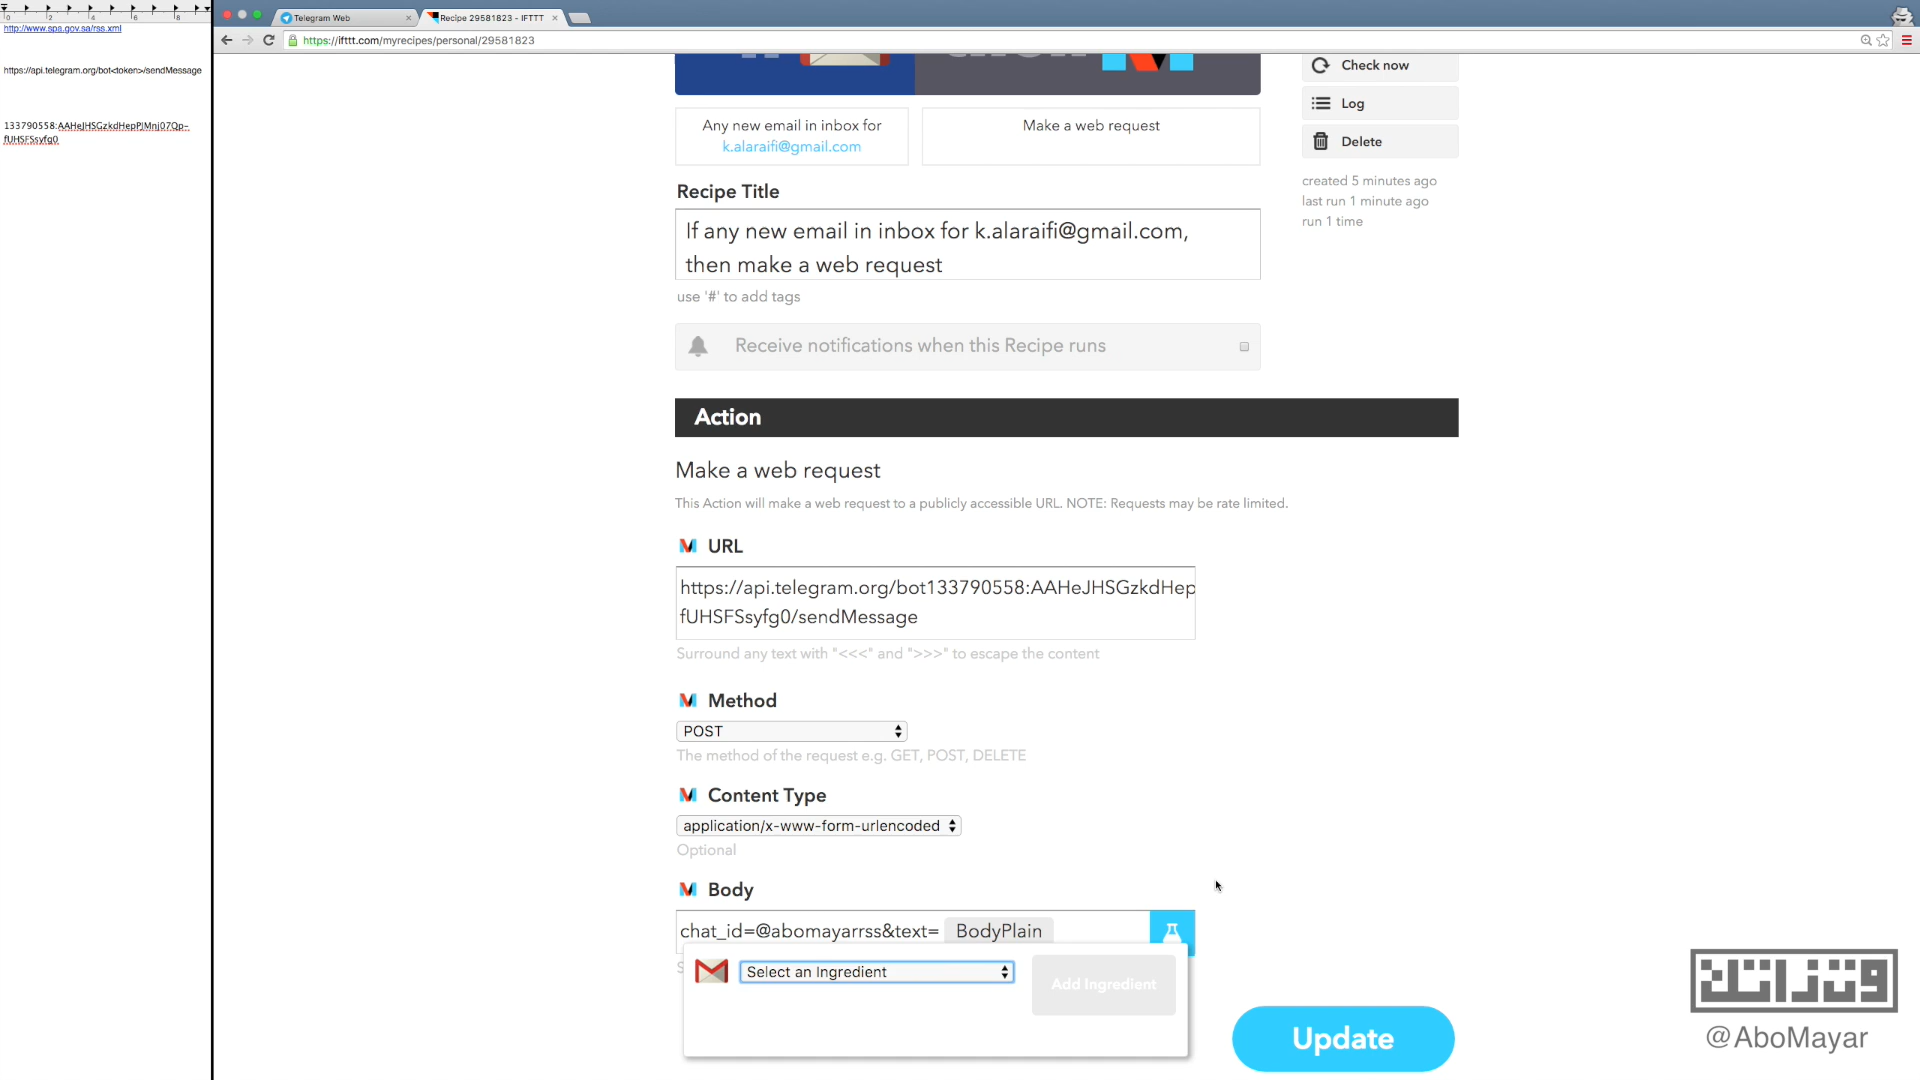 0 2 4 6 8
http://www.spa.gov.sa/rss.xml
https://api.telegram.org/bot<token>/sendMessage
133790558:AAHeJHSGzkdHepPJMnj07Qp-
fUHSFSsyfg0
Telegram Web
Recipe 29581823 - IFTTT
https://ifttt.com/myrecipes/personal/29581823
Any new email in inbox for
k.alaraifi@gmail.com
Make a web request
Check now
Log
Delete
created 5 minutes ago
last run 1 minute ago
run 1 time
Recipe Title
If any new email in inbox for k.alaraifi@gmail.com,
then make a web request
use '#' to add tags
Receive notifications when this Recipe runs
Action
Make a web request
This Action will make a web request to a publicly accessible URL. NOTE: Requests may be rate limited.
URL
https://api.telegram.org/bot133790558:AAHeJHSGzkdHep
fUHSFSsyfg0/sendMessage
Surround any text with "<<<" and ">>>" to escape the content
Method
POST
The method of the request e.g. GET, POST, DELETE
Content Type
application/x-www-form-urlencoded
Optional
Body
chat_id=@abomayarrss&text= BodyPlain
Select an Ingredient
Add Ingredient
Update
@AboMayar